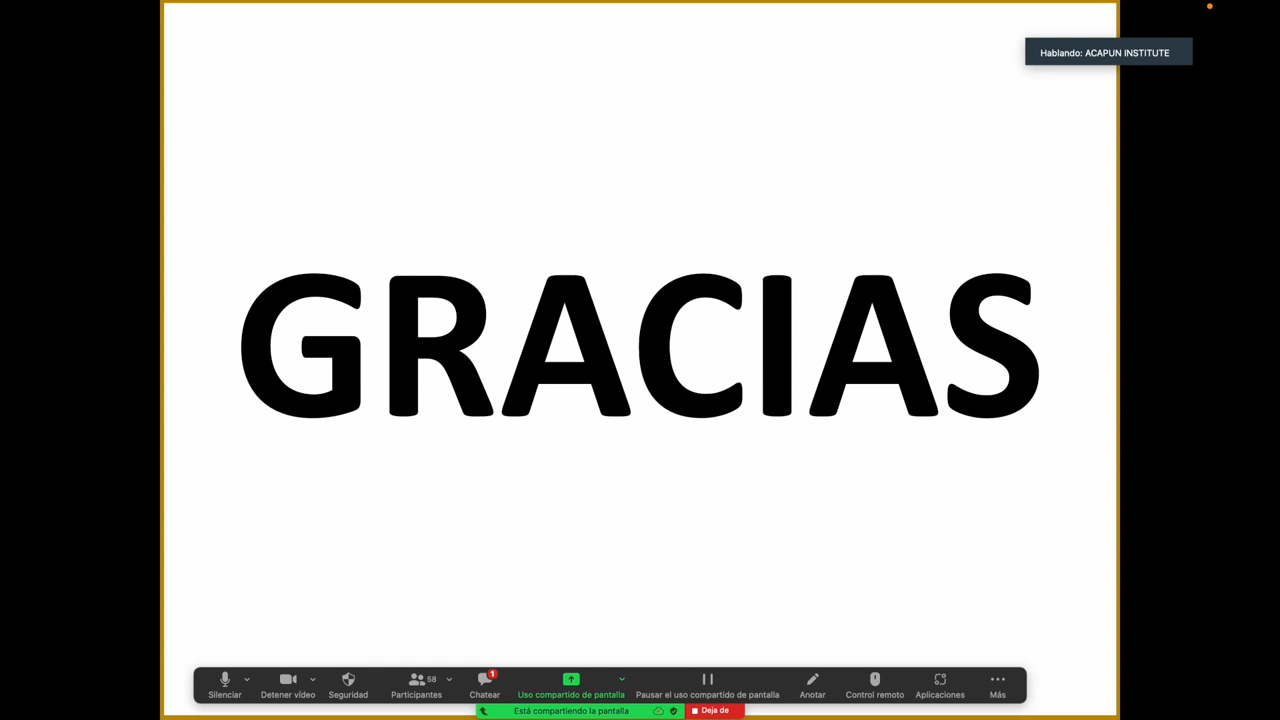 Hablando: ACAPUN INSTITUTE
GRACIAS
58
1
Silenciar
Detener vídeo
Seguridad
Participantes
Chatear
Uso compartido de pantalla
Pausar el uso compartido de pantalla
Anotar
Control remoto
Aplicaciones
Más
Está compartiendo la pantalla
Deja de